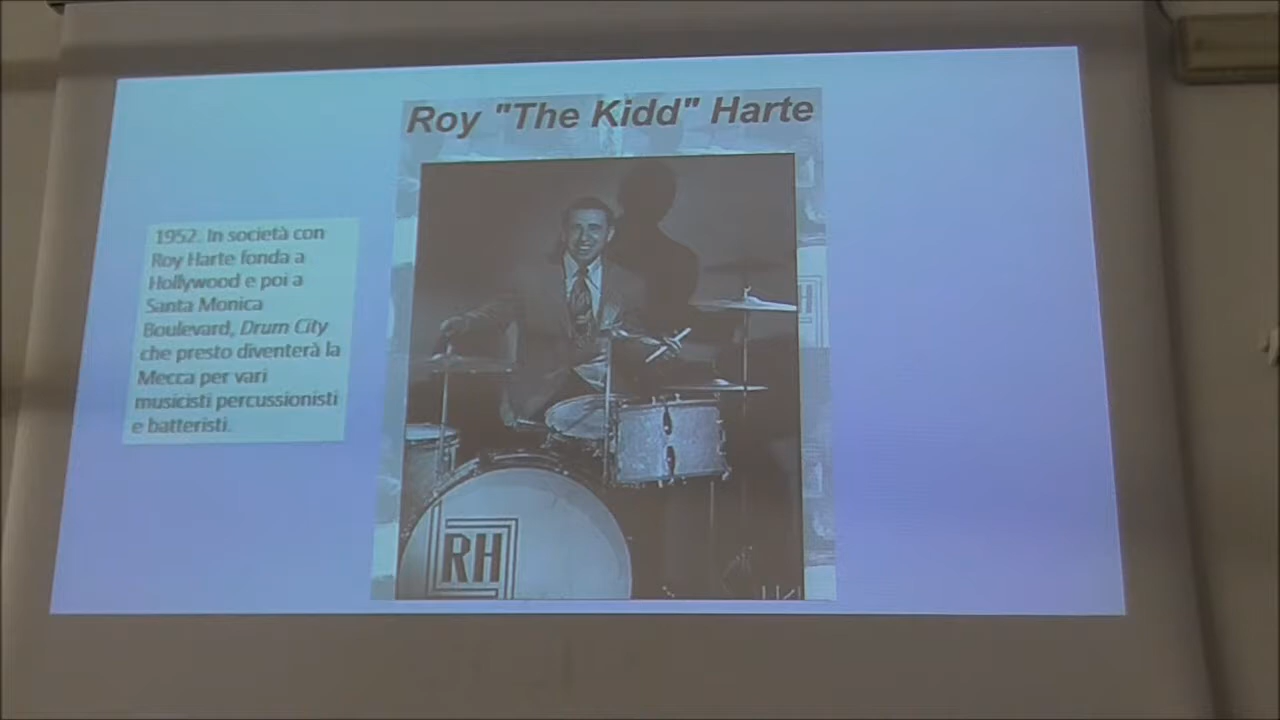 Roy "The Kidd" Harte
1952. In società con
Roy Harte fonda a
Hollywood e poi a
Santa Monica
Boulevard, Drum City
che presto diventerà la
Mecca per vari
musicisti percussionisti
e batteristi.
RH